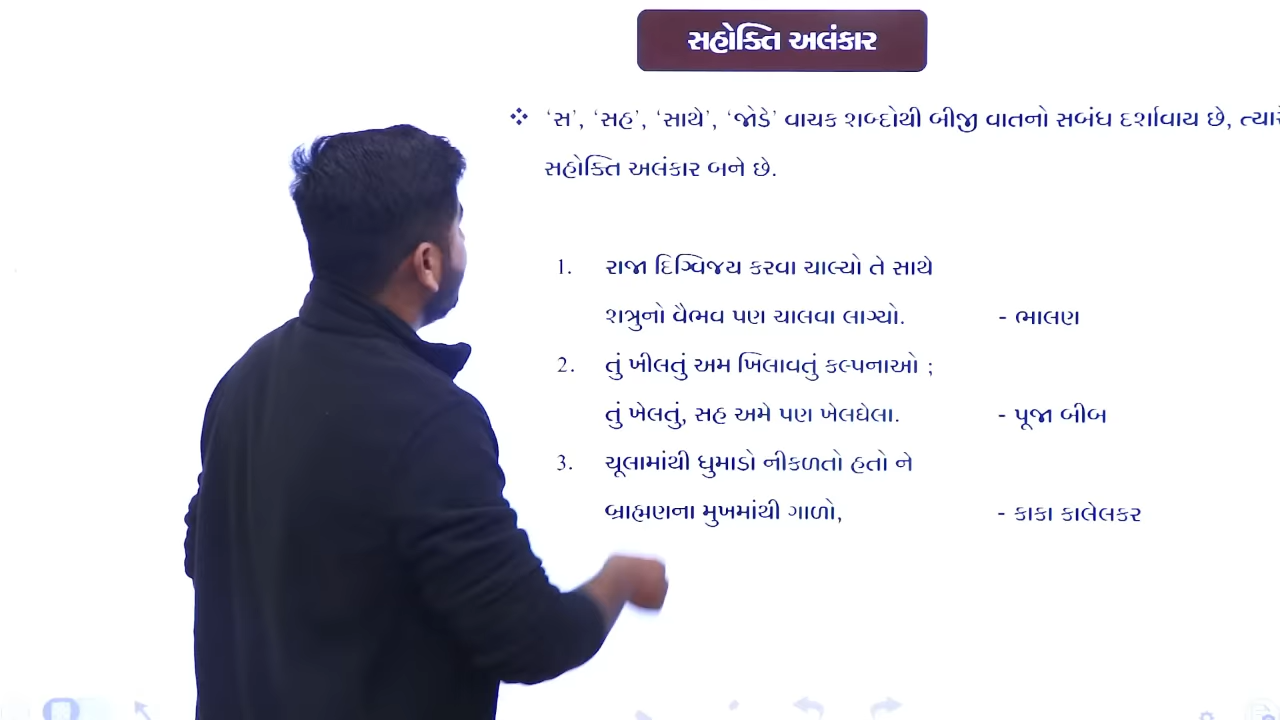 સહોક્તિ અલંકાર
❖ ‘સ’, ‘સહ’, ‘સાથે’, ‘જોડે’ વાચક શબ્દોથી બીજી વાતનો સબંધ દર્શાવાય છે,
સહોક્તિ અલંકાર બને છે.
1. રાજા દિગ્વિજય કરવા ચાલ્યો તે સાથે
શત્રુનો વૈભવ પણ ચાલવા લાગ્યો. - ભાલણ
2. તું ખીલતું અમ ખિલાવતું કલ્પનાઓ ;
તું ખેલતું, સહ અમે પણ ખેલઘેલા. - પૂજા બીબ
3. ચૂલામાંથી ધુમાડો નીકળતો હતો ને
બ્રાહ્મણના મુખમાંથી ગાળો, - કાકા કાલેલકર